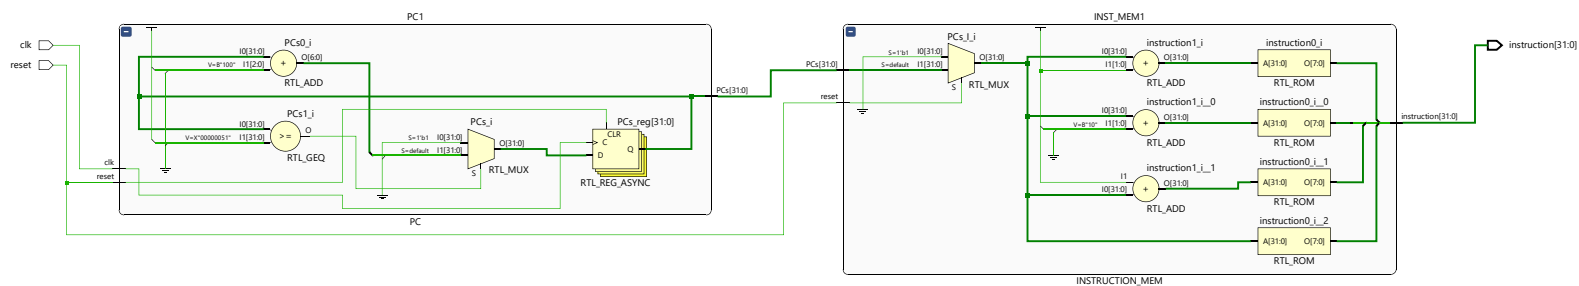 PC1
INST_MEM1
clk
reset
PCs0_i
I0[31:0]
V=B"100" I1[2:0]
O[6:0]
RTL_ADD
PCs1_i
I0[31:0]
V=X"00000051" I1[31:0]
O
RTL_GEQ
PCs_i
S=1'b1 I0[31:0]
S=default I1[31:0]
O[31:0]
S
RTL_MUX
PCs_reg[31:0]
CLR
C
D
Q
RTL_REG_ASYNC
PCs[31:0]
clk
reset
PC
PCs[31:0]
reset
PCs_I_i
S=1'b1 I0[31:0]
S=default I1[31:0]
O[31:0]
S
RTL_MUX
instruction1_i
I0[31:0]
I1[1:0]
O[31:0]
RTL_ADD
instruction1_i__0
I0[31:0]
V=B"10" I1[1:0]
O[31:0]
RTL_ADD
instruction1_i__1
I1
I0[31:0]
O[31:0]
RTL_ADD
instruction0_i
A[31:0] O[7:0]
RTL_ROM
instruction0_i__0
A[31:0] O[7:0]
RTL_ROM
instruction0_i__1
A[31:0] O[7:0]
RTL_ROM
instruction0_i__2
A[31:0] O[7:0]
RTL_ROM
instruction[31:0]
instruction[31:0]
INSTRUCTION_MEM